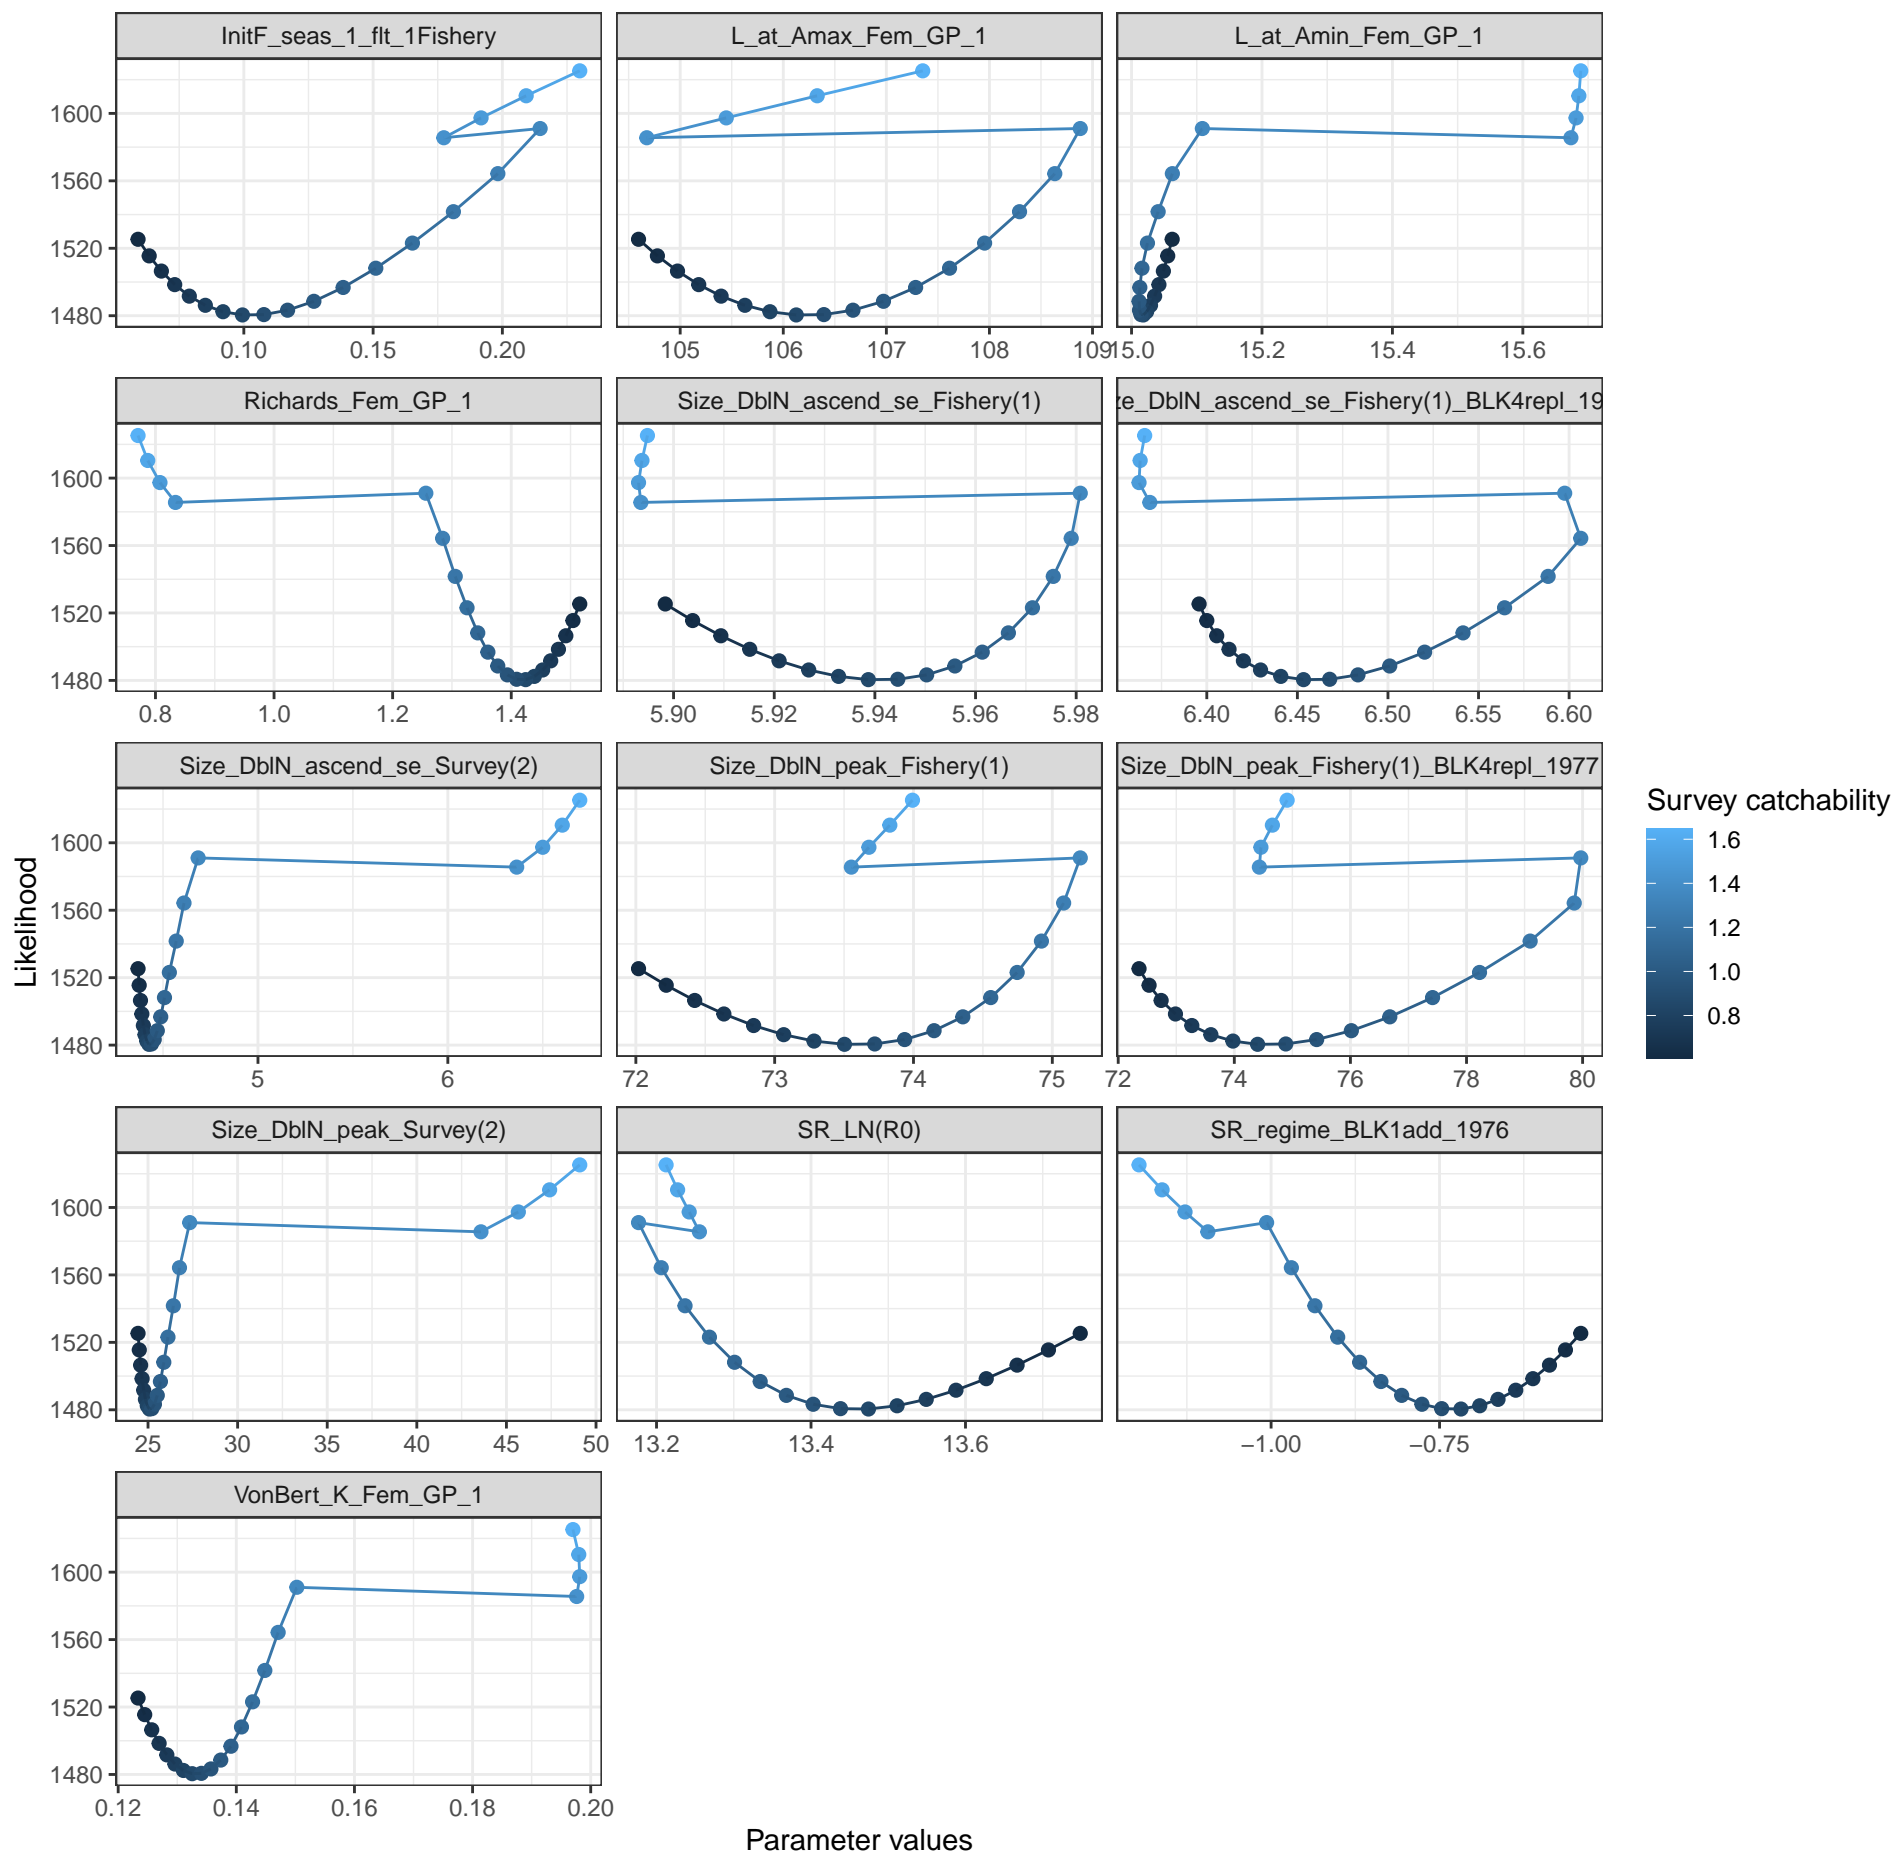 InitF_seas_1_flt_1Fishery L_at_Amax_Fem_GP_1 L_at_Amin_Fem_GP_1
1600
1560
1520
1480
0.10 0.15 0.20 105 106 107 108 109 15.0 15.2 15.4 15.6
Richards_Fem_GP_1 Size_DblN_ascend_se_Fishery(1) ze_DblN_ascend_se_Fishery(1)_BLK4repl_19
1600
1560
1520
1480
0.8 1.0 1.2 1.4 5.90 5.92 5.94 5.96 5.98 6.40 6.45 6.50 6.55 6.60
Size_DblN_ascend_se_Survey(2) Size_DblN_peak_Fishery(1) Size_DblN_peak_Fishery(1)_BLK4repl_1977
1600
1560
1520
1480
5 6 72 73 74 75 72 74 76 78 80
Size_DblN_peak_Survey(2) SR_LN(R0) SR_regime_BLK1add_1976
1600
1560
1520
1480
25 30 35 40 45 50 13.2 13.4 13.6 −1.00 −0.75
VonBert_K_Fem_GP_1
1600
1560
1520
1480
0.12 0.14 0.16 0.18 0.20
Parameter values
Likelihood
Survey catchability
1.6
1.4
1.2
1.0
0.8